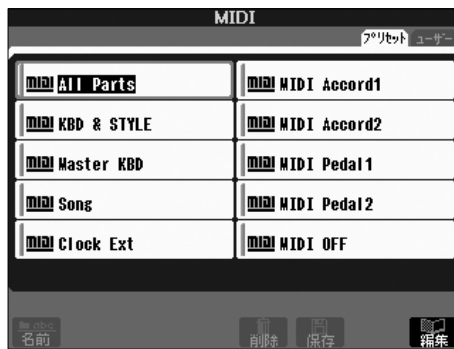 MIDI
プリセット ユーザー
MIDI All Parts
MIDI KBD & STYLE
MIDI Master KBD
MIDI Song
MIDI Clock Ext
MIDI MIDI Accord1
MIDI MIDI Accord2
MIDI MIDI Pedal1
MIDI MIDI Pedal2
MIDI MIDI OFF
abc
名前
削除
保存
編集